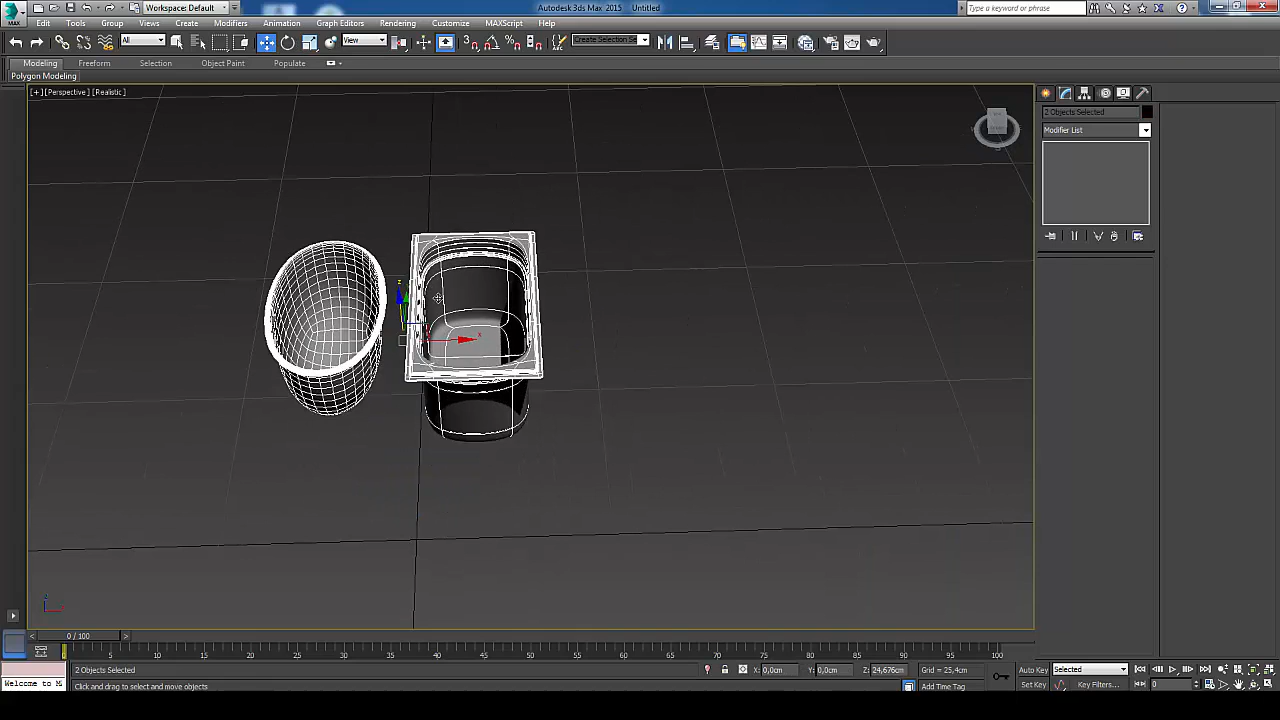 Workspace: Default
Autodesk 3ds Max 2015 Untitled
Type a keyword or phrase
MAX
Edit Tools Group Views Create Modifiers Animation Graph Editors Rendering Customize MAXScript Help
All
View
Create Selection Se
Modeling Freeform Selection Object Paint Populate
Polygon Modeling
[+] [Perspective] [Realistic]
2 Objects Selected
Modifier List
z
x
z
0 / 100
0 5 10 15 20 25 30 35 40 45 50 55 60 65 70 75 80 85 90 95 100
2 Objects Selected
X: 0,0cm Y: 0,0cm Z: 24,676cm Grid = 25,4cm
Auto Key Selected
Welcome to M
Click and drag to select and move objects
Add Time Tag
Set Key Key Filters... 0